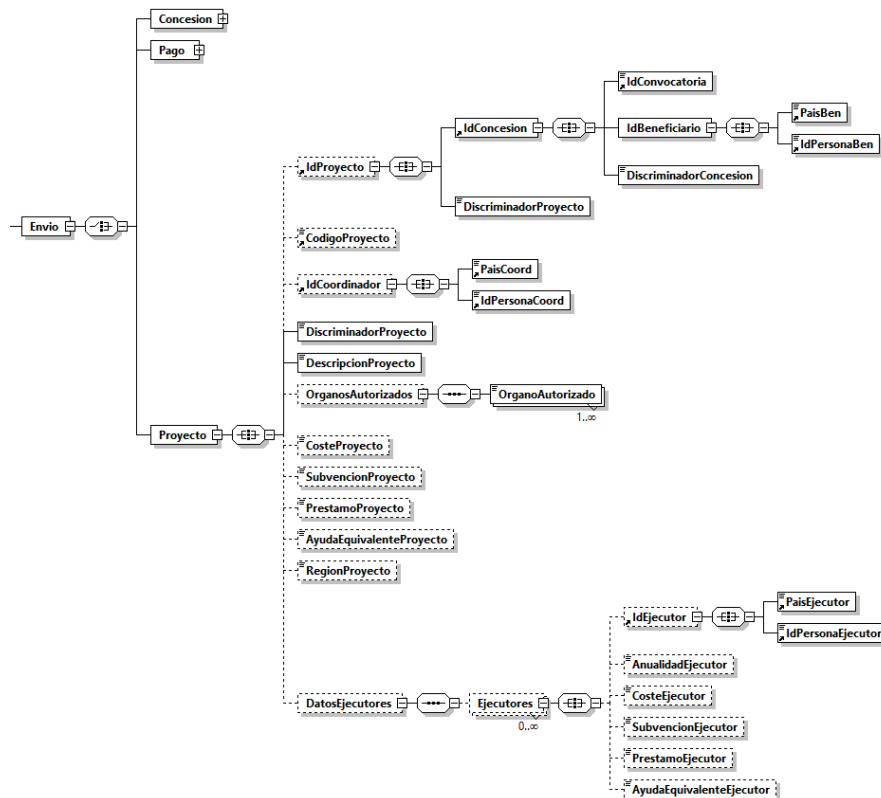 Concesion
Pago
IdConvocatoria
PaisBen
IdConcesion
IdBeneficiario
IdPersonaBen
IdProyecto
DiscriminadorConcesion
DiscriminadorProyecto
Envio
CodigoProyecto
PaisCoord
IdCoordinador
IdPersonaCoord
DiscriminadorProyecto
DescripcionProyecto
OrganosAutorizados
OrganoAutorizado
1..∞
Proyecto
CosteProyecto
SubvencionProyecto
PrestamoProyecto
AyudaEquivalenteProyecto
RegionProyecto
PaisEjecutor
IdEjecutor
IdPersonaEjecutor
AnualidadEjecutor
CosteEjecutor
DatosEjecutores
Ejecutores
0..∞
SubvencionEjecutor
PrestamoEjecutor
AyudaEquivalenteEjecutor